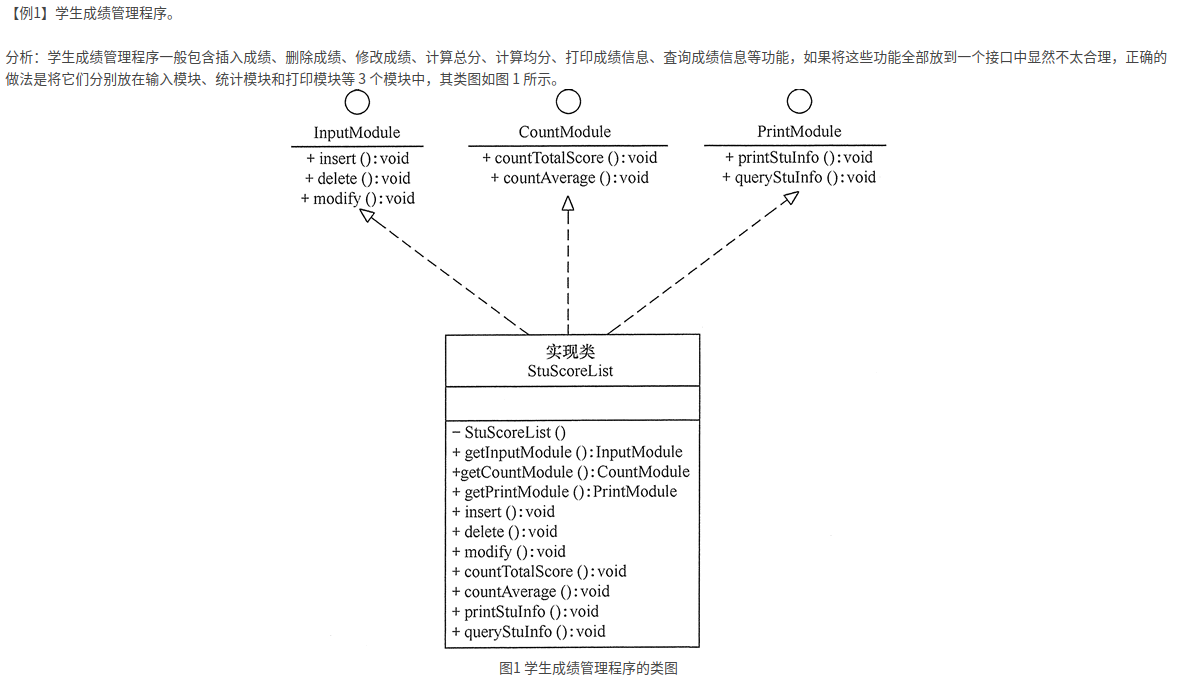 【例1】学生成绩管理程序。
分析：学生成绩管理程序一般包含插入成绩、删除成绩、修改成绩、计算总分、计算均分、打印成绩信息、査询成绩信息等功能，如果将这些功能全部放到一个接口中显然不太合理，正确的
做法是将它们分别放在输入模块、统计模块和打印模块等 3 个模块中，其类图如图 1 所示。
InputModule
+ insert ():void
+ delete ():void
+ modify ():void
CountModule
+ countTotalScore ():void
+ countAverage ():void
PrintModule
+ printStuInfo ():void
+ queryStuInfo ():void
实现类
StuScoreList
− StuScoreList ()
+ getInputModule ():InputModule
+getCountModule ():CountModule
+ getPrintModule ():PrintModule
+ insert ():void
+ delete ():void
+ modify ():void
+ countTotalScore ():void
+ countAverage ():void
+ printStuInfo ():void
+ queryStuInfo ():void
图1 学生成绩管理程序的类图